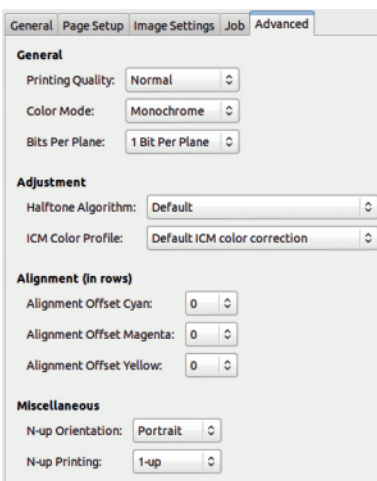 General Page Setup Image Settings Job Advanced
General
Printing Quality: Normal
Color Mode: Monochrome
Bits Per Plane: 1 Bit Per Plane
Adjustment
Halftone Algorithm: Default
ICM Color Profile: Default ICM color correction
Alignment (in rows)
Alignment Offset Cyan: 0
Alignment Offset Magenta: 0
Alignment Offset Yellow: 0
Miscellaneous
N-up Orientation: Portrait
N-up Printing: 1-up